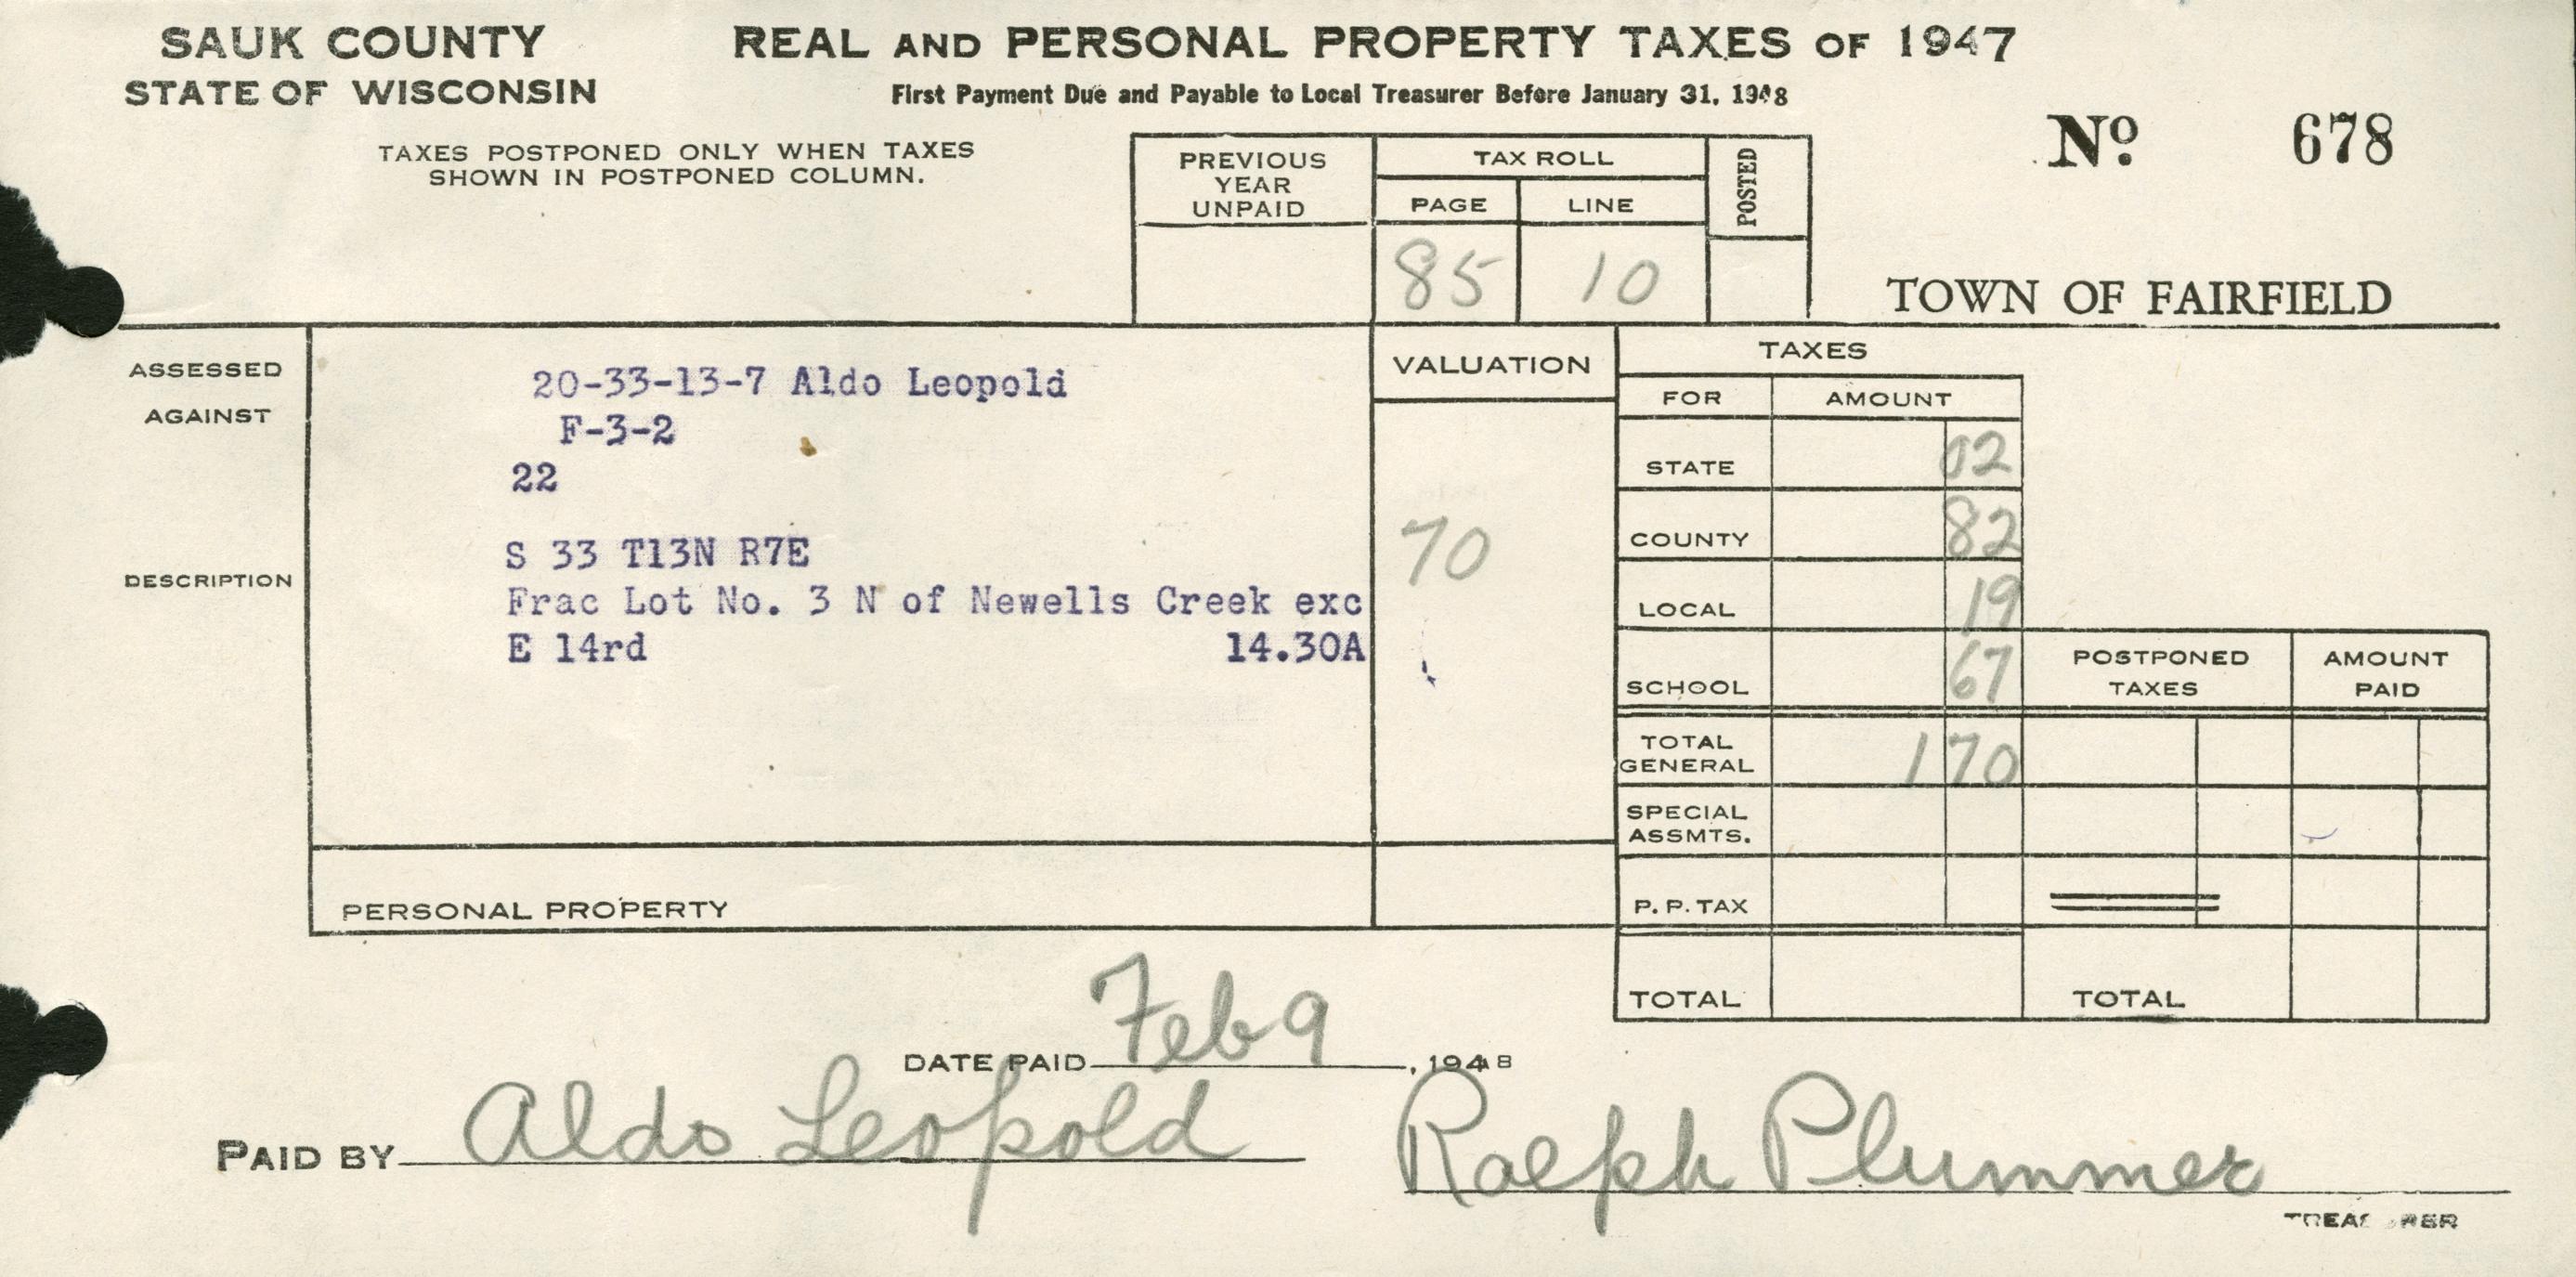 SAUK COUNTY
STATE OF WISCONSIN
REAL AND PERSONAL PROPERTY TAXES OF 1947
First Payment Due and Payable to Local Treasurer Before January 31, 1948
TAXES POSTPONED ONLY WHEN TAXES
SHOWN IN POSTPONED COLUMN.
PREVIOUS
YEAR
UNPAID
TAX ROLL
PAGE LINE
85 10
POSTED
No. 678
TOWN OF FAIRFIELD
ASSESSED
AGAINST
20-33-13-7 Aldo Leopold
F-3-2
22
DESCRIPTION
S 33 T13N R7E
Frac Lot No. 3 N of Newells Creek exc
E 14rd 14.30A
PERSONAL PROPERTY
VALUATION
70
TAXES
FOR AMOUNT
STATE 02
COUNTY 82
LOCAL 19
SCHOOL 67
POSTPONED
TAXES
AMOUNT
PAID
TOTAL
GENERAL 1 70
SPECIAL
ASSMTS.
P. P. TAX
TOTAL TOTAL
DATE PAID Feb 9, 1948
PAID BY Aldo Leopold
Ralph Plummer
TREASURER